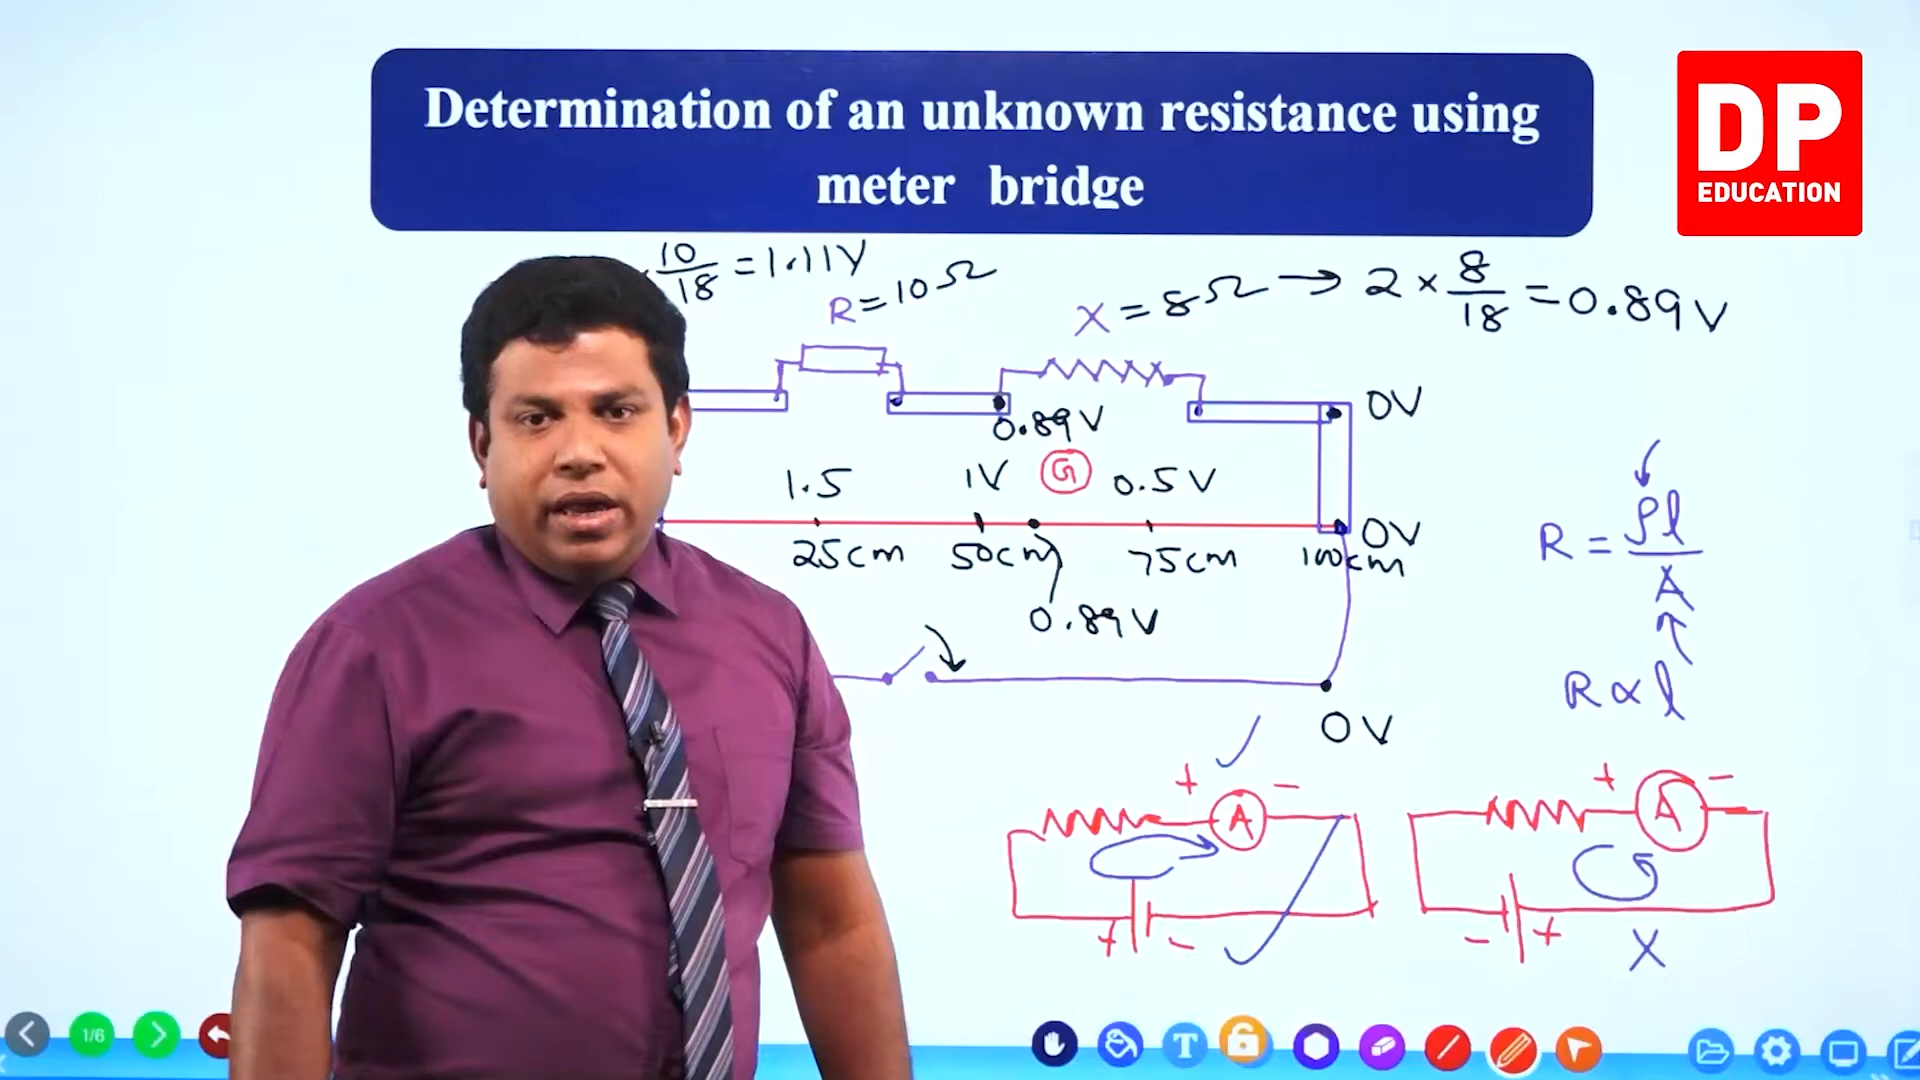 Determination of an unknown resistance using
meter bridge
DP
EDUCATION
10/18 = 1.11V
R = 10 Ω
X = 8 Ω → 2 × 8/18 = 0.89V
0V
0.89V
1.5
1V
G
0.5V
0V
25cm
50cm
75cm
100cm
0.89V
0V
R = ρl/A
R ∝ l
+ A -
+ -
+ A -
- +
X
1/6
T